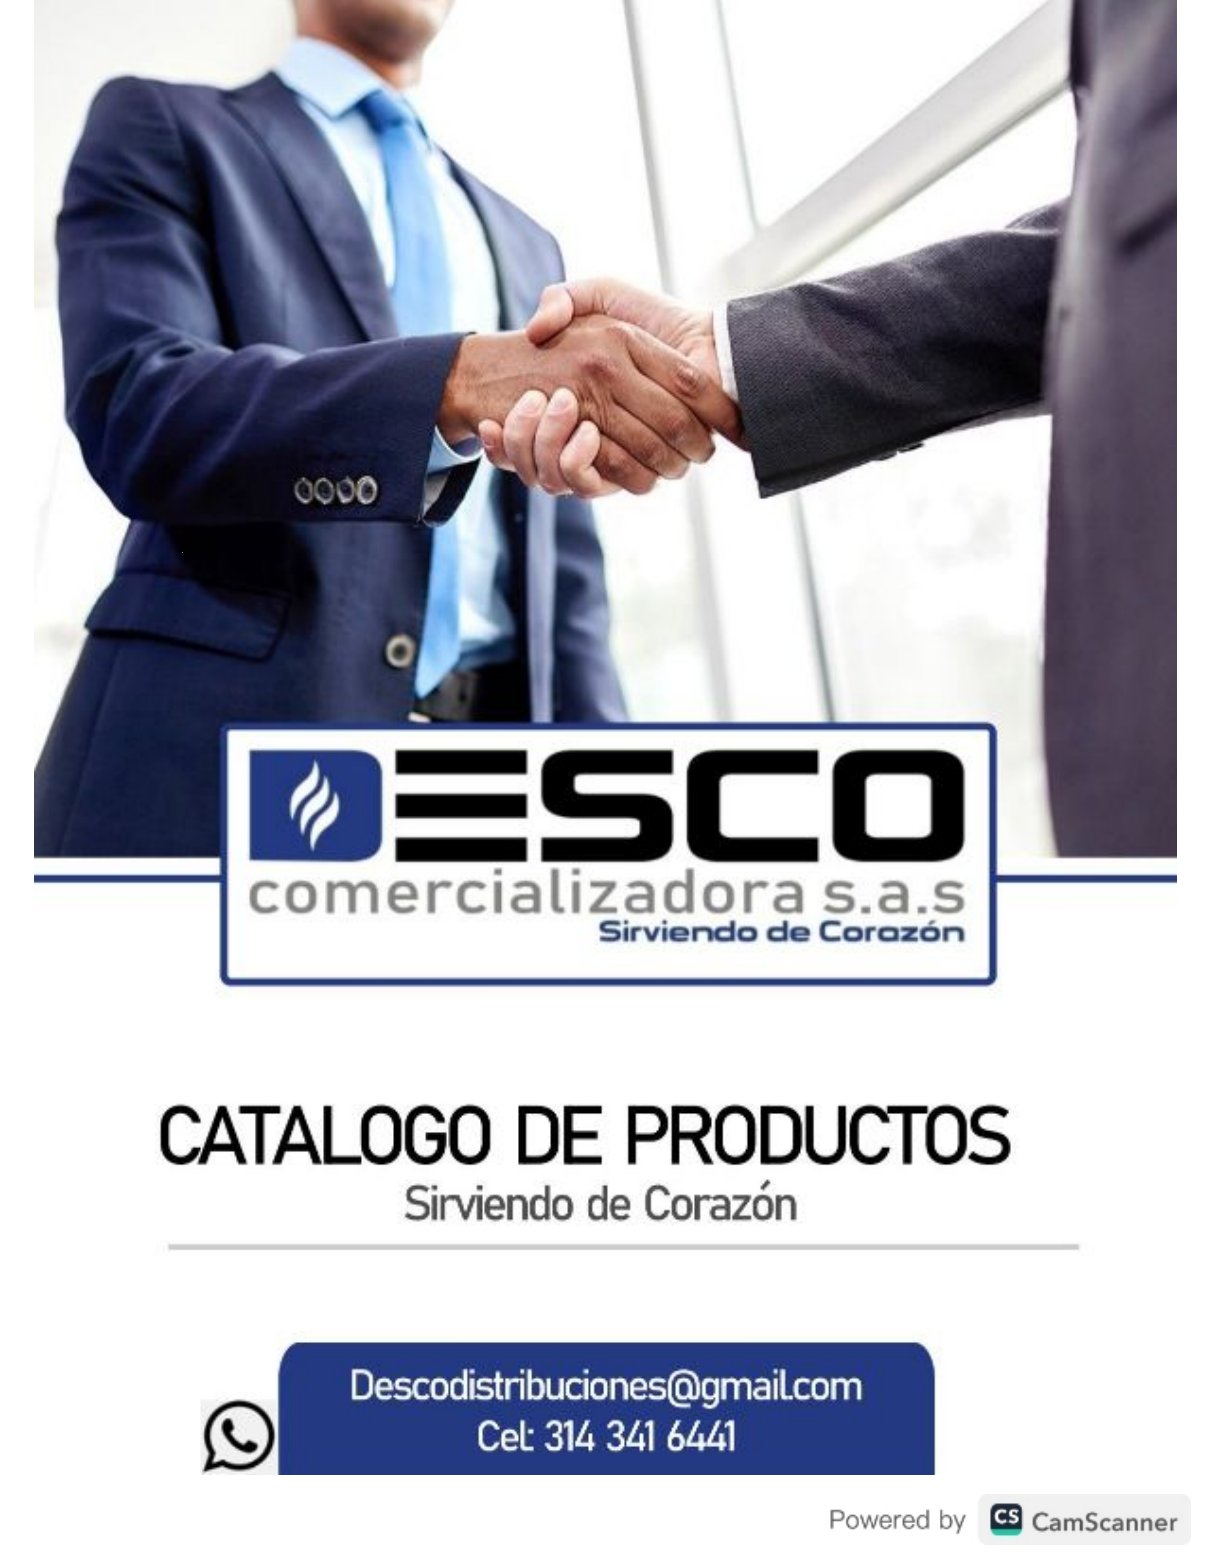 DESCO
comercializadora s.a.s
Sirviendo de Corazón
CATALOGO DE PRODUCTOS
Sirviendo de Corazón
Descodistribuciones@gmail.com
Cel: 314 341 6441
Powered by CS CamScanner